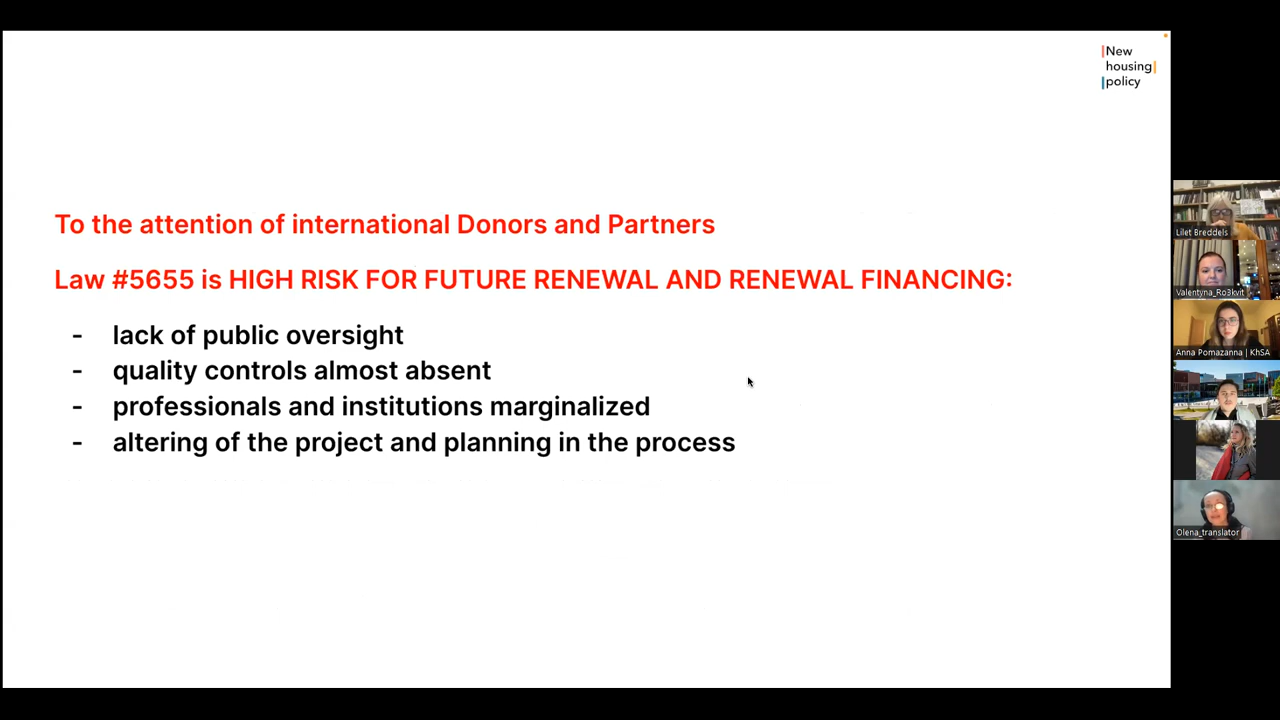 New
housing
policy
To the attention of international Donors and Partners
Law #5655 is HIGH RISK FOR FUTURE RENEWAL AND RENEWAL FINANCING:
- lack of public oversight
- quality controls almost absent
- professionals and institutions marginalized
- altering of the project and planning in the process
Lilet Breddels
Valentyna_Ro3kvit
Anna Pomazanna | KhSA
Olena_translator